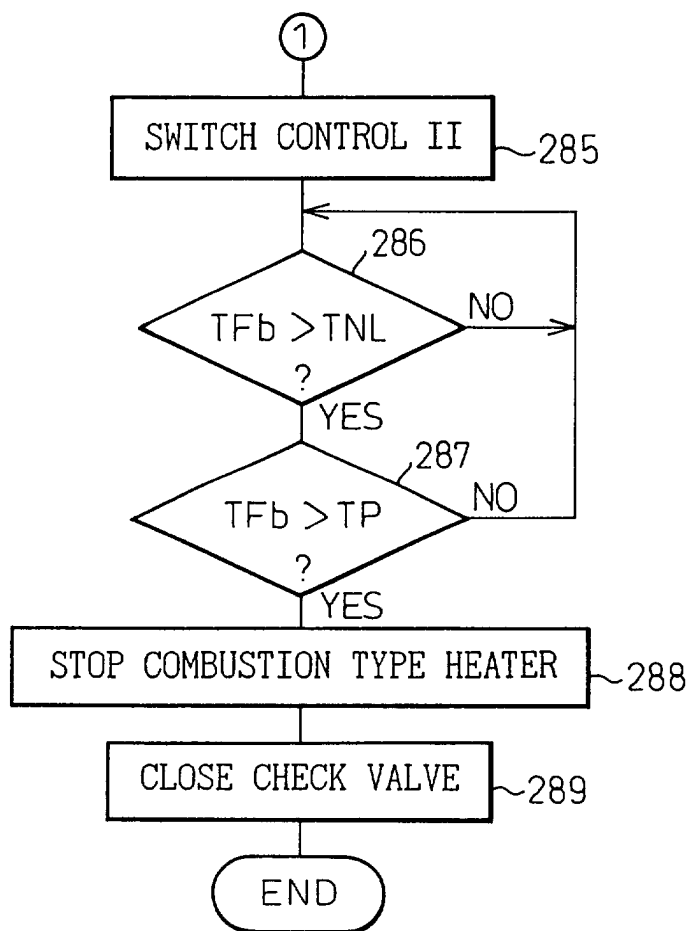 1
SWITCH CONTROL II
285
286
TFb > TNL
?
NO
YES
287
TFb > TP
?
NO
YES
STOP COMBUSTION TYPE HEATER
288
CLOSE CHECK VALVE
289
END